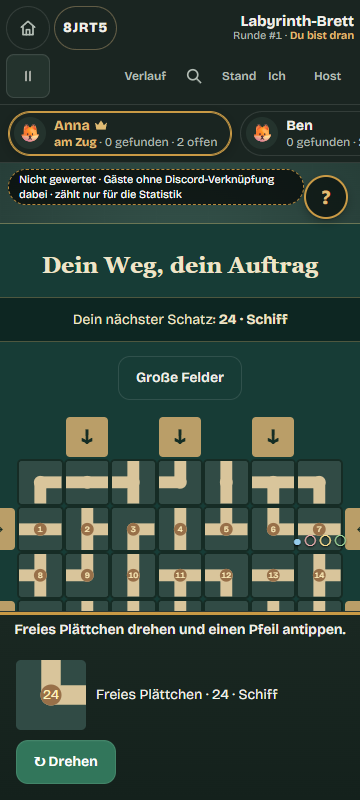 8JRT5
Labyrinth-Brett
Runde #1 · Du bist dran
Verlauf
Stand
Ich
Host
Anna
am Zug · 0 gefunden · 2 offen
Ben
0 gefunden ·
Nicht gewertet · Gäste ohne Discord-Verknüpfung
dabei · zählt nur für die Statistik
?
Dein Weg, dein Auftrag
Dein nächster Schatz: 24 · Schiff
Große Felder
1 2 3 4 5 6 7
8 9 10 11 12 13 14
Freies Plättchen drehen und einen Pfeil antippen.
24
Freies Plättchen · 24 · Schiff
↻ Drehen